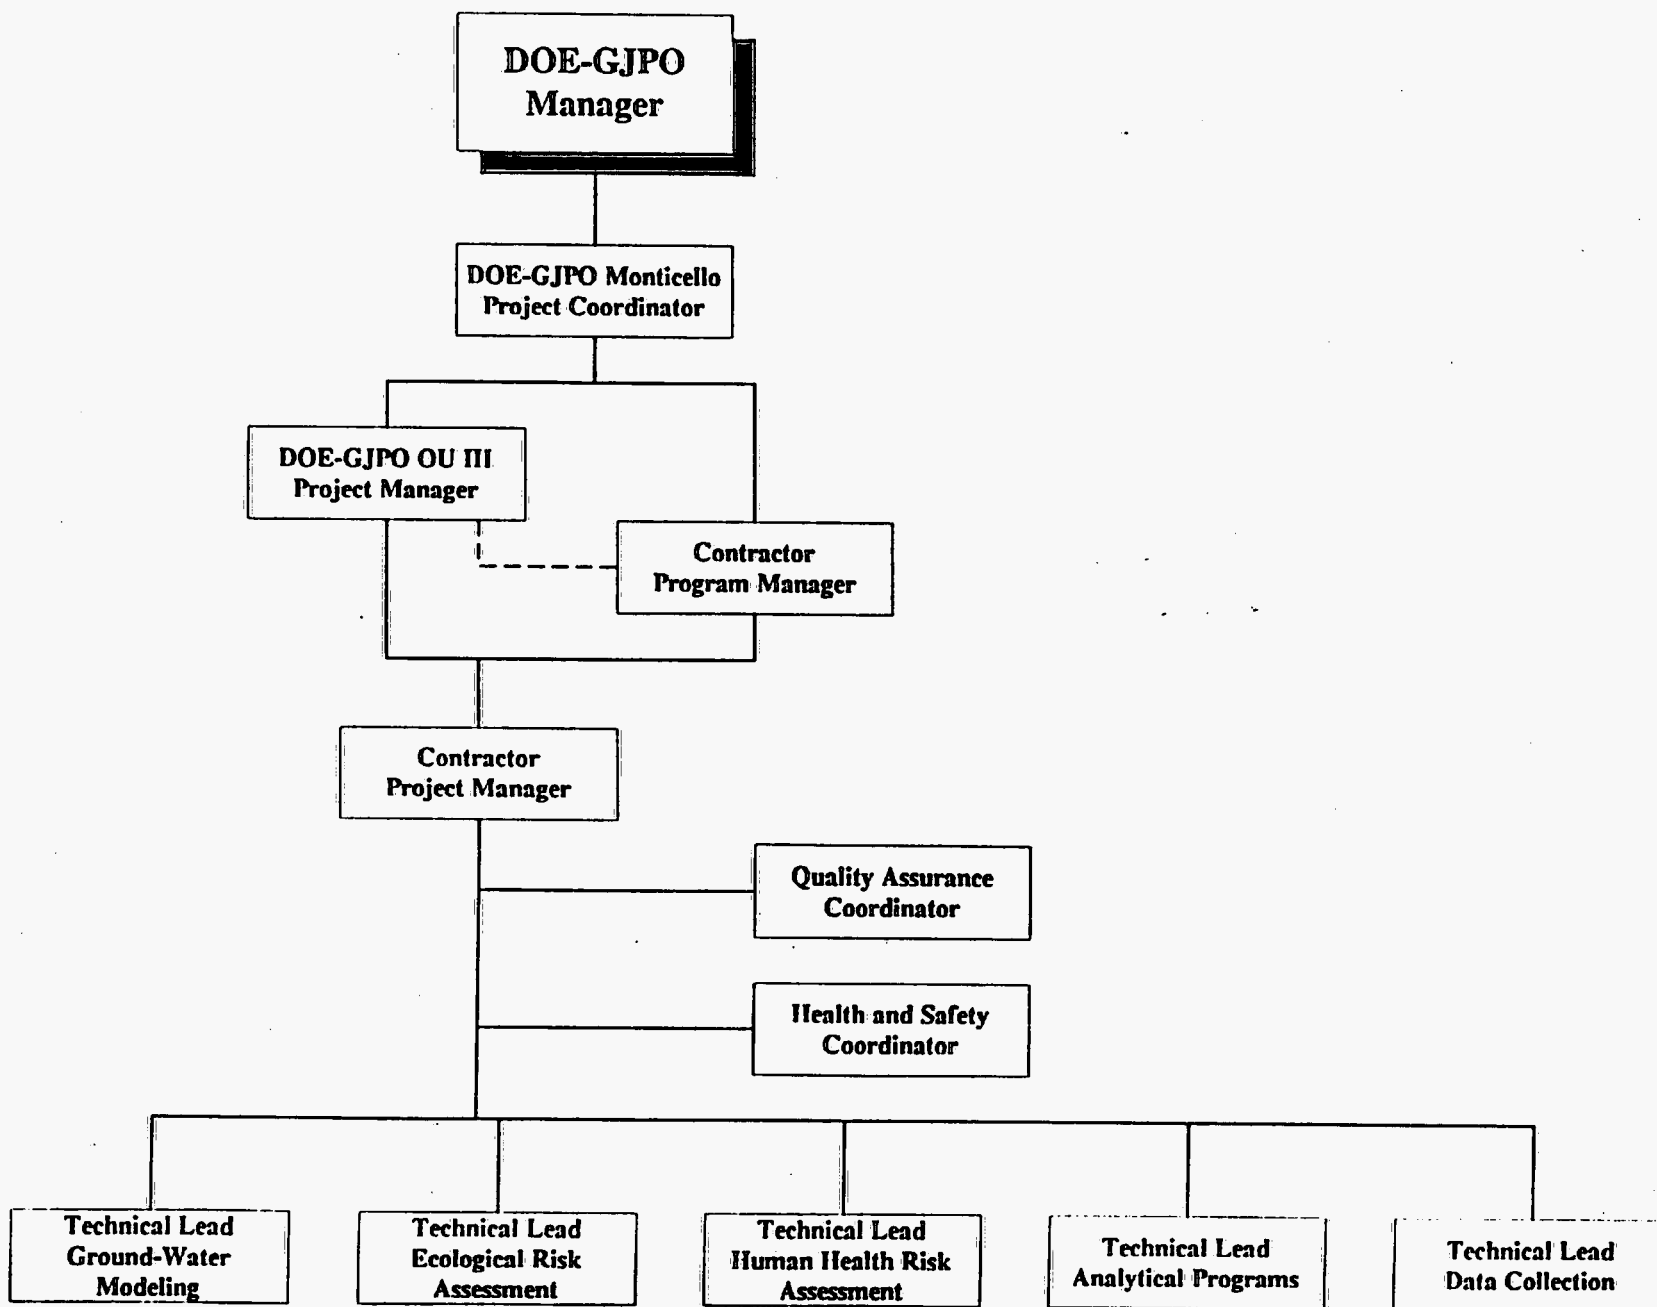 DOE-GJPO
Manager
DOE-GJPO Monticello
Project Coordinator
DOE-GJPO OU III
Project Manager
Contractor
Program Manager
Contractor
Project Manager
Quality Assurance
Coordinator
Health and Safety
Coordinator
Technical Lead
Ground-Water
Modeling
Technical Lead
Ecological Risk
Assessment
Technical Lead
Human Health Risk
Assessment
Technical Lead
Analytical Programs
Technical Lead
Data Collection